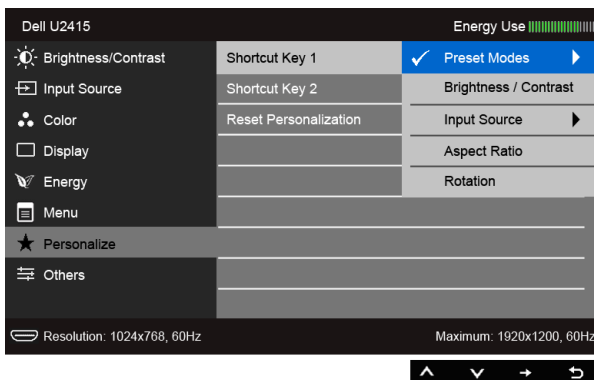 Dell U2415 Energy Use
Brightness/Contrast Shortcut Key 1 Preset Modes
Input Source Shortcut Key 2 Brightness / Contrast
Color Reset Personalization Input Source
Display Aspect Ratio
Energy Rotation
Menu
Personalize
Others
Resolution: 1024x768, 60Hz Maximum: 1920x1200, 60Hz